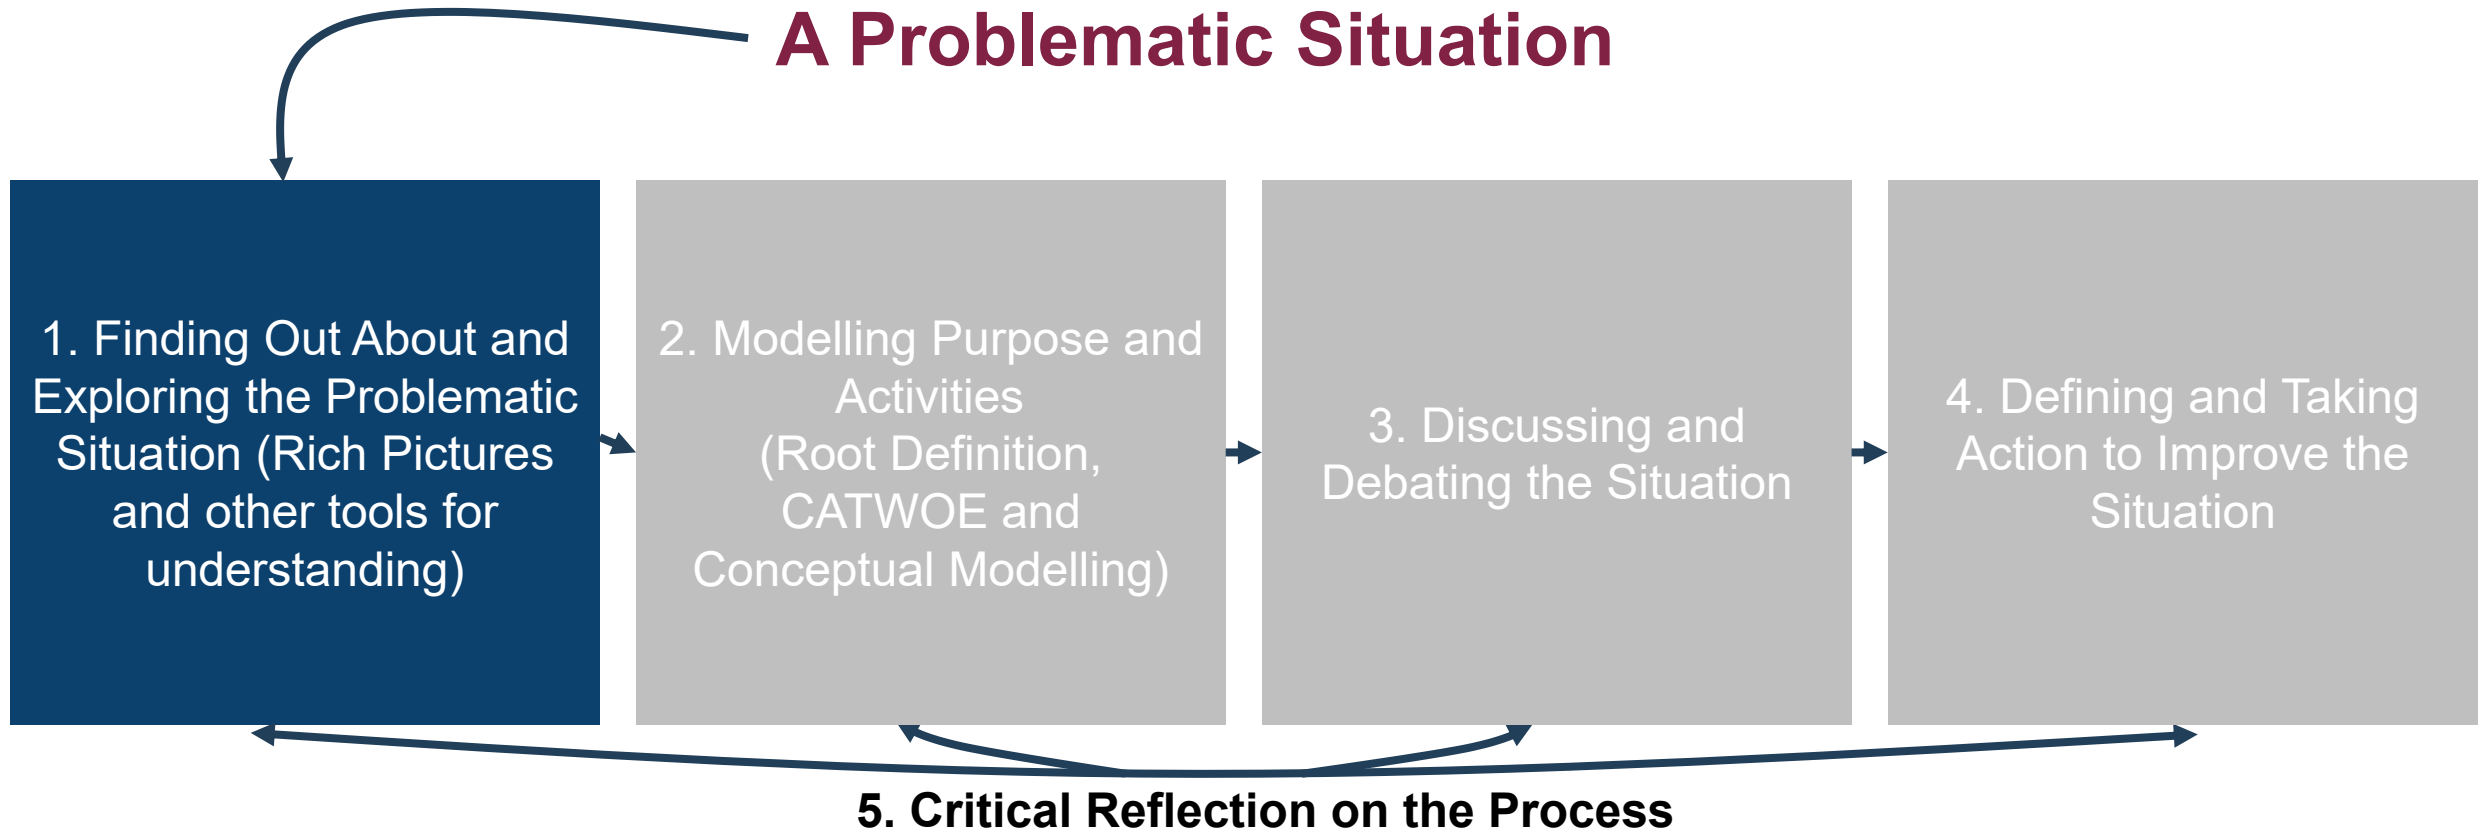 A Problematic Situation
1. Finding Out About and
Exploring the Problematic
Situation (Rich Pictures
and other tools for
understanding)
2. Modelling Purpose and
Activities
(Root Definition,
CATWOE and
Conceptual Modelling)
3. Discussing and
Debating the Situation
4. Defining and Taking
Action to Improve the
Situation
5. Critical Reflection on the Process